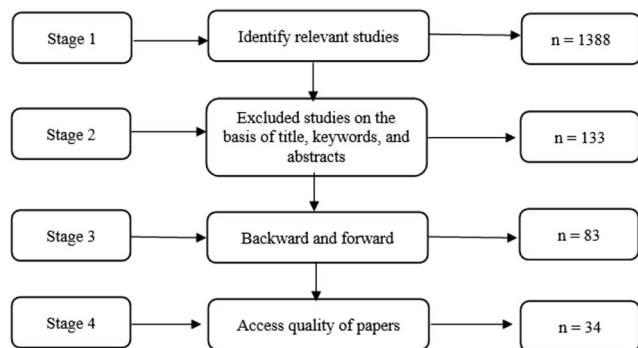 Stage 1
Identify relevant studies
n = 1388
Stage 2
Excluded studies on the
basis of title, keywords, and
abstracts
n = 133
Stage 3
Backward and forward
n = 83
Stage 4
Access quality of papers
n = 34